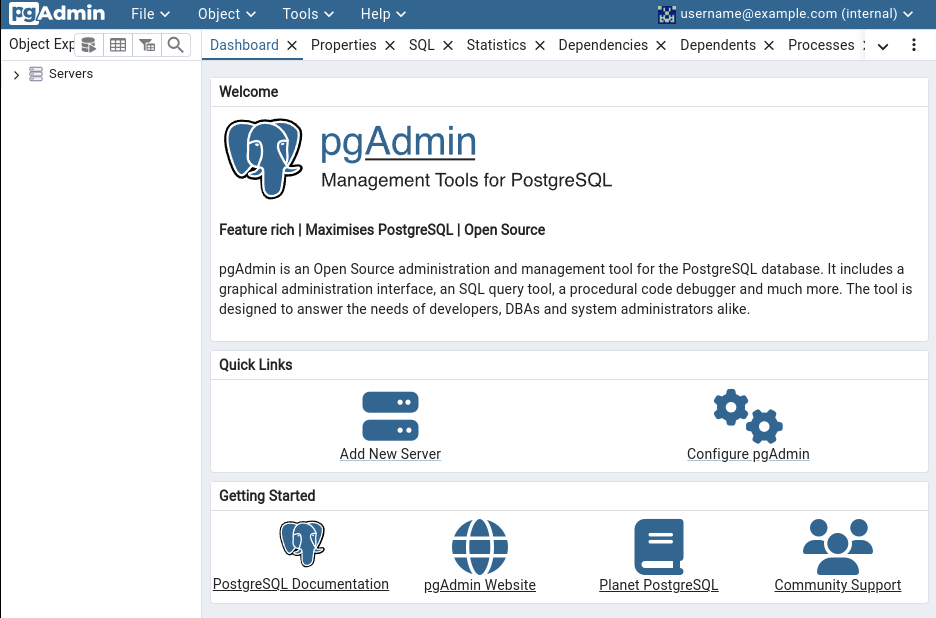 pgAdmin File Object Tools Help username@example.com (internal)
Object Exp Dashboard Properties SQL Statistics Dependencies Dependents Processes
Servers
Welcome
pgAdmin
Management Tools for PostgreSQL
Feature rich | Maximises PostgreSQL | Open Source
pgAdmin is an Open Source administration and management tool for the PostgreSQL database. It includes a
graphical administration interface, an SQL query tool, a procedural code debugger and much more. The tool is
designed to answer the needs of developers, DBAs and system administrators alike.
Quick Links
Add New Server Configure pgAdmin
Getting Started
PostgreSQL Documentation pgAdmin Website Planet PostgreSQL Community Support